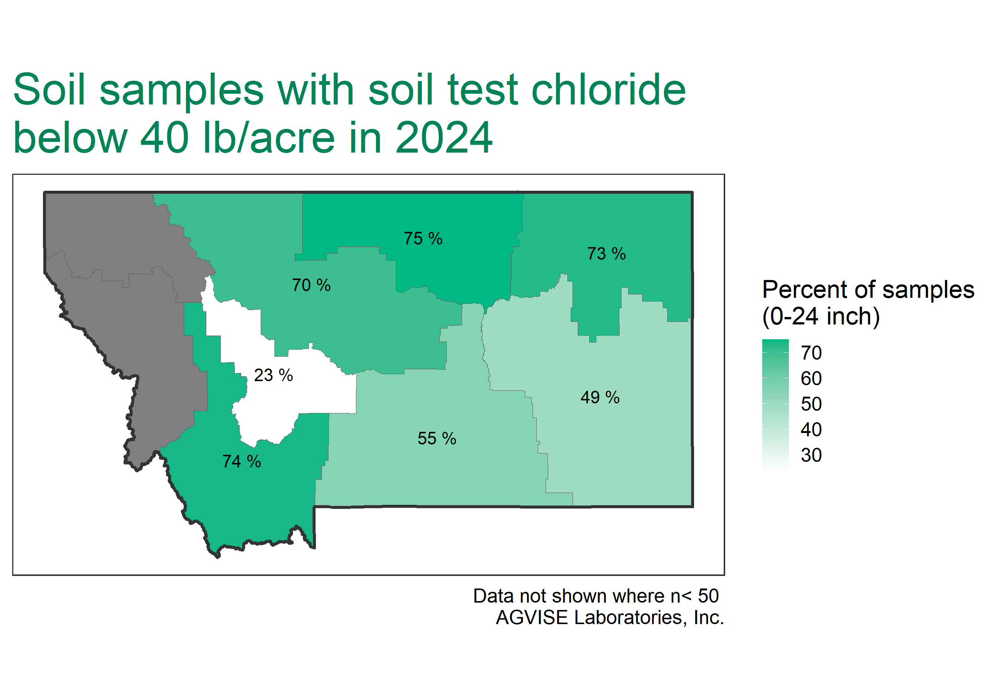 Soil samples with soil test chloride
below 40 lb/acre in 2024
75 %
73 %
70 %
23 %
49 %
55 %
74 %
Percent of samples
(0-24 inch)
70
60
50
40
30
Data not shown where n< 50
AGVISE Laboratories, Inc.